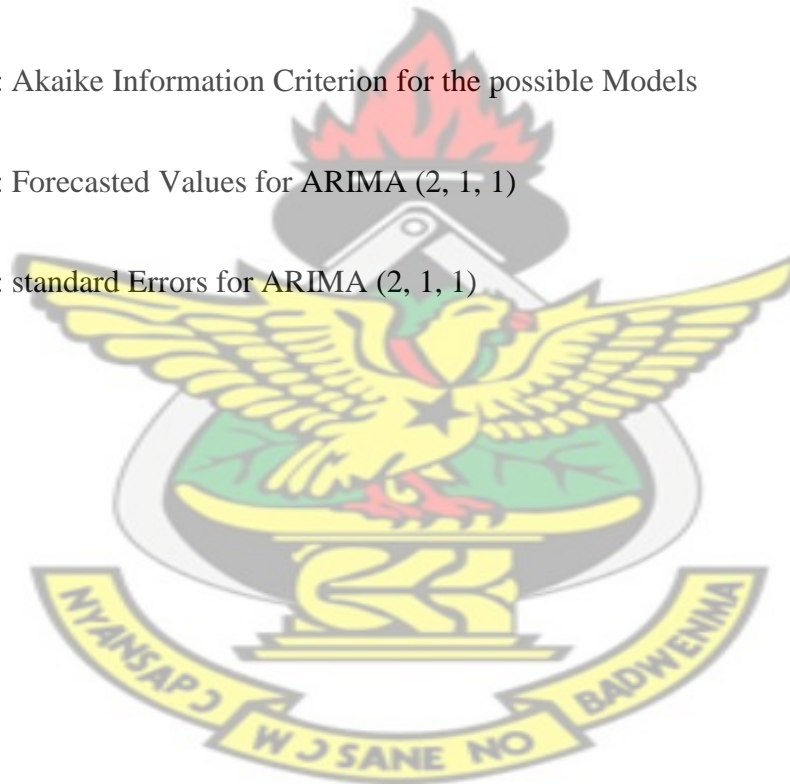 : Akaike Information Criterion for the possible Models
: Forecasted Values for ARIMA (2, 1, 1)
: standard Errors for ARIMA (2, 1, 1)
NYANSAPƆ WƆSANE NO BADWENMA